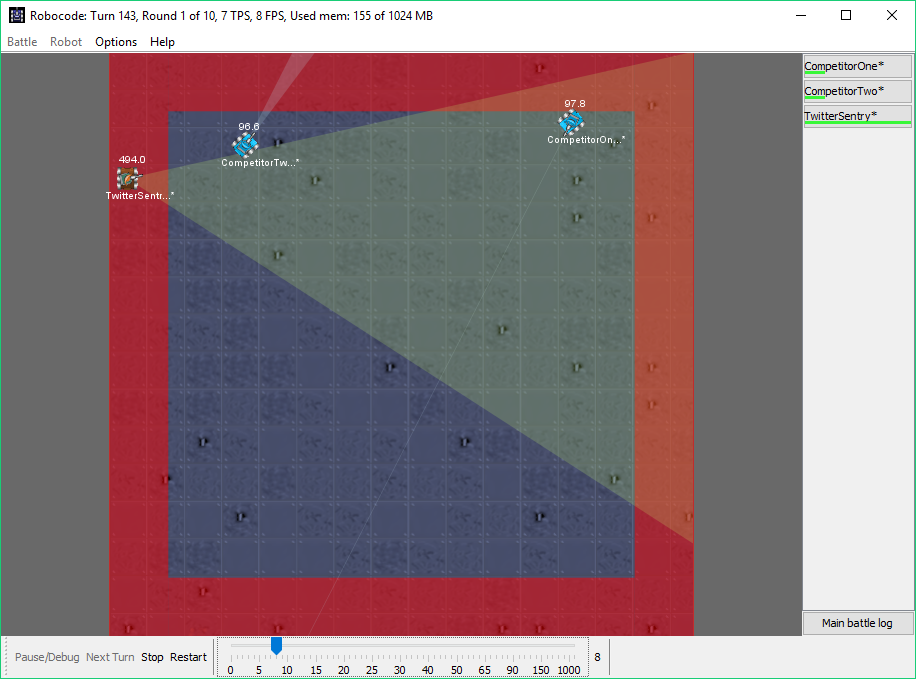 Robocode: Turn 143, Round 1 of 10, 7 TPS, 8 FPS, Used mem: 155 of 1024 MB
Battle Robot Options Help
CompetitorOne*
CompetitorTwo*
TwitterSentry*
97.8
CompetitorOn...*
96.6
CompetitorTw...*
494.0
TwitterSentr...*
Main battle log
Pause/Debug Next Turn Stop Restart
0 5 10 15 20 25 30 40 50 65 90 150 1000
8